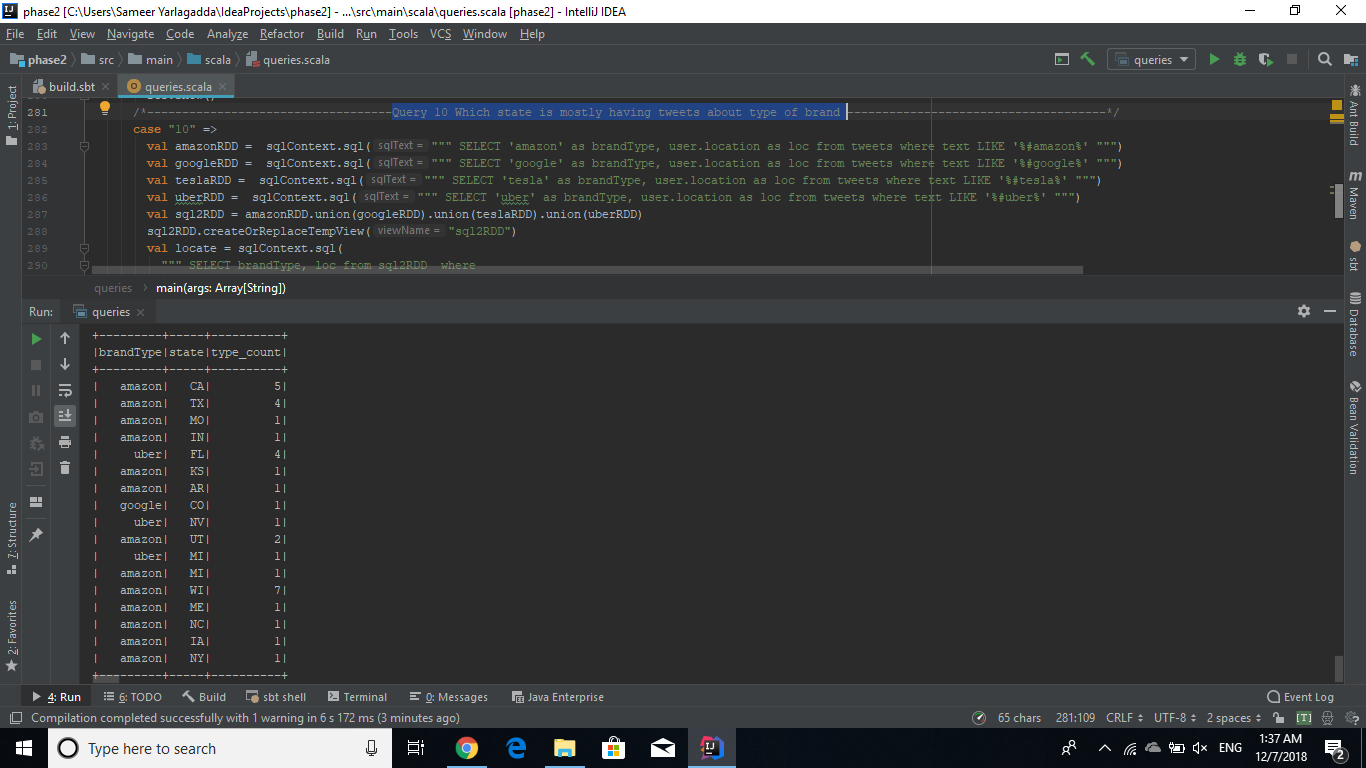 phase2 [C:\Users\Sameer Yarlagadda\IdeaProjects\phase2] - ...\src\main\scala\queries.scala [phase2] - IntelliJ IDEA
File Edit View Navigate Code Analyze Refactor Build Run Tools VCS Window Help
phase2 src main scala queries.scala queries
build.sbt queries.scala
1: Project
7: Structure
2: Favorites
Ant Build
Maven
sbt
Database
Bean Validation
281 /*-----------------------------------Query 10 Which state is mostly having tweets about type of brand -------------------------------------*/
282 case "10" =>
283 val amazonRDD = sqlContext.sql( sqlText = """ SELECT 'amazon' as brandType, user.location as loc from tweets where text LIKE '%#amazon%' """)
284 val googleRDD = sqlContext.sql( sqlText = """ SELECT 'google' as brandType, user.location as loc from tweets where text LIKE '%#google%' """)
285 val teslaRDD = sqlContext.sql( sqlText = """ SELECT 'tesla' as brandType, user.location as loc from tweets where text LIKE '%#tesla%' """)
286 val uberRDD = sqlContext.sql( sqlText = """ SELECT 'uber' as brandType, user.location as loc from tweets where text LIKE '%#uber%' """)
287 val sql2RDD = amazonRDD.union(googleRDD).union(teslaRDD).union(uberRDD)
288 sql2RDD.createOrReplaceTempView( viewName = "sql2RDD")
289 val locate = sqlContext.sql(
290 """ SELECT brandType, loc from sql2RDD where
queries main(args: Array[String])
Run: queries
+---------+-----+----------+
|brandType|state|type_count|
+---------+-----+----------+
| amazon| CA| 5|
| amazon| TX| 4|
| amazon| MO| 1|
| amazon| IN| 1|
| uber| FL| 4|
| amazon| KS| 1|
| amazon| AR| 1|
| google| CO| 1|
| uber| NV| 1|
| amazon| UT| 2|
| uber| MI| 1|
| amazon| MI| 1|
| amazon| WI| 7|
| amazon| ME| 1|
| amazon| NC| 1|
| amazon| IA| 1|
| amazon| NY| 1|
+---------+-----+----------+
4: Run 6: TODO Build sbt shell Terminal 0: Messages Java Enterprise Event Log
Compilation completed successfully with 1 warning in 6 s 172 ms (3 minutes ago) 65 chars 281:109 CRLF UTF-8 2 spaces [T]
Type here to search ENG 1:37 AM
12/7/2018 2